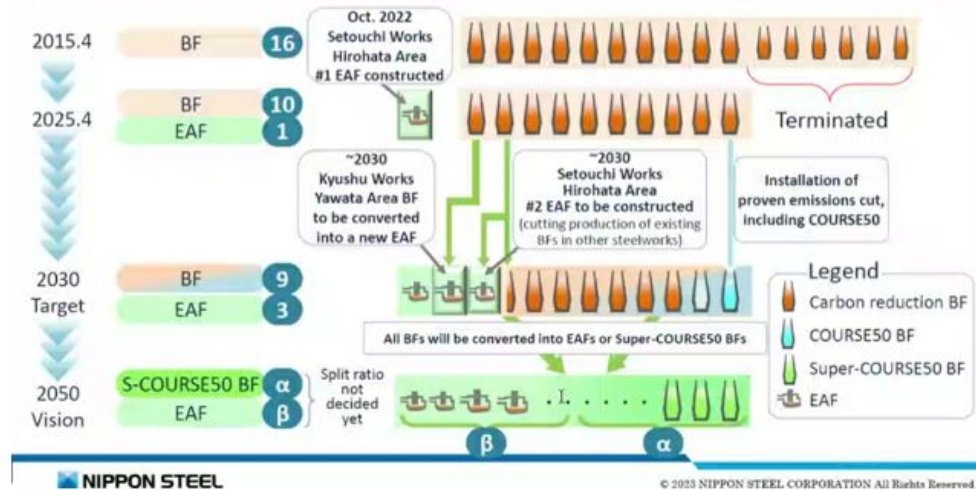 Oct. 2022
Setouchi Works
Hirohata Area
#1 EAF constructed
2015.4
BF
16
2025.4
BF
10
EAF
1
Terminated
~2030
Kyushu Works
Yawata Area BF
to be converted
into a new EAF
~2030
Setouchi Works
Hirohata Area
#2 EAF to be constructed
(cutting production of existing
BFs in other steelworks)
Installation of
proven emissions cut,
including COURSE50
2030
Target
BF
9
EAF
3
Legend
Carbon reduction BF
COURSE50 BF
Super-COURSE50 BF
EAF
All BFs will be converted into EAFs or Super-COURSE50 BFs
2050
Vision
S-COURSE50 BF
α
EAF
β
Split ratio
not
decided
yet
β
α
NIPPON STEEL
© 2023 NIPPON STEEL CORPORATION All Rights Reserved